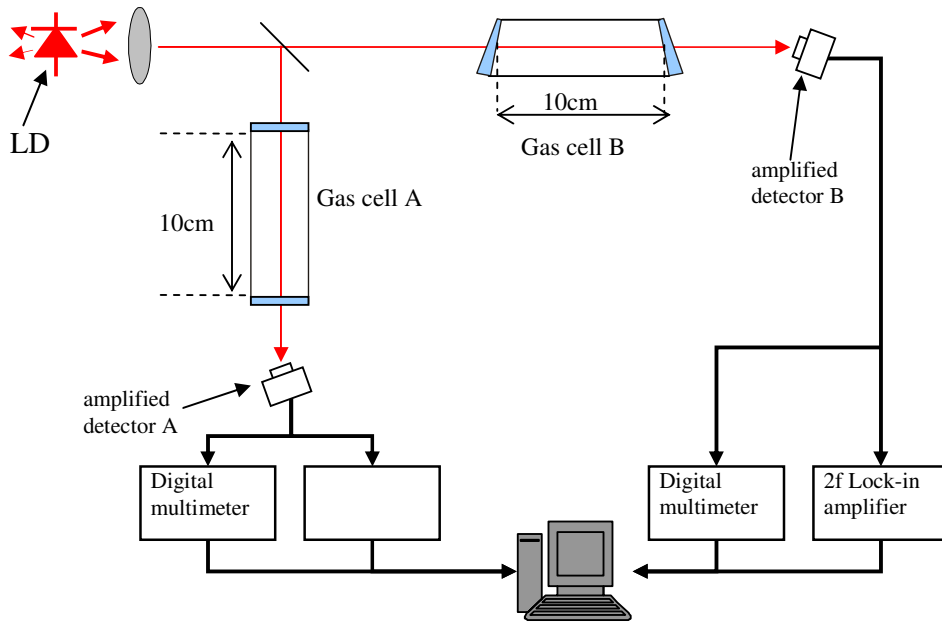 LD
10cm
Gas cell B
amplified
detector B
Gas cell A
10cm
amplified
detector A
Digital
multimeter
Digital
multimeter
2f Lock-in
amplifier